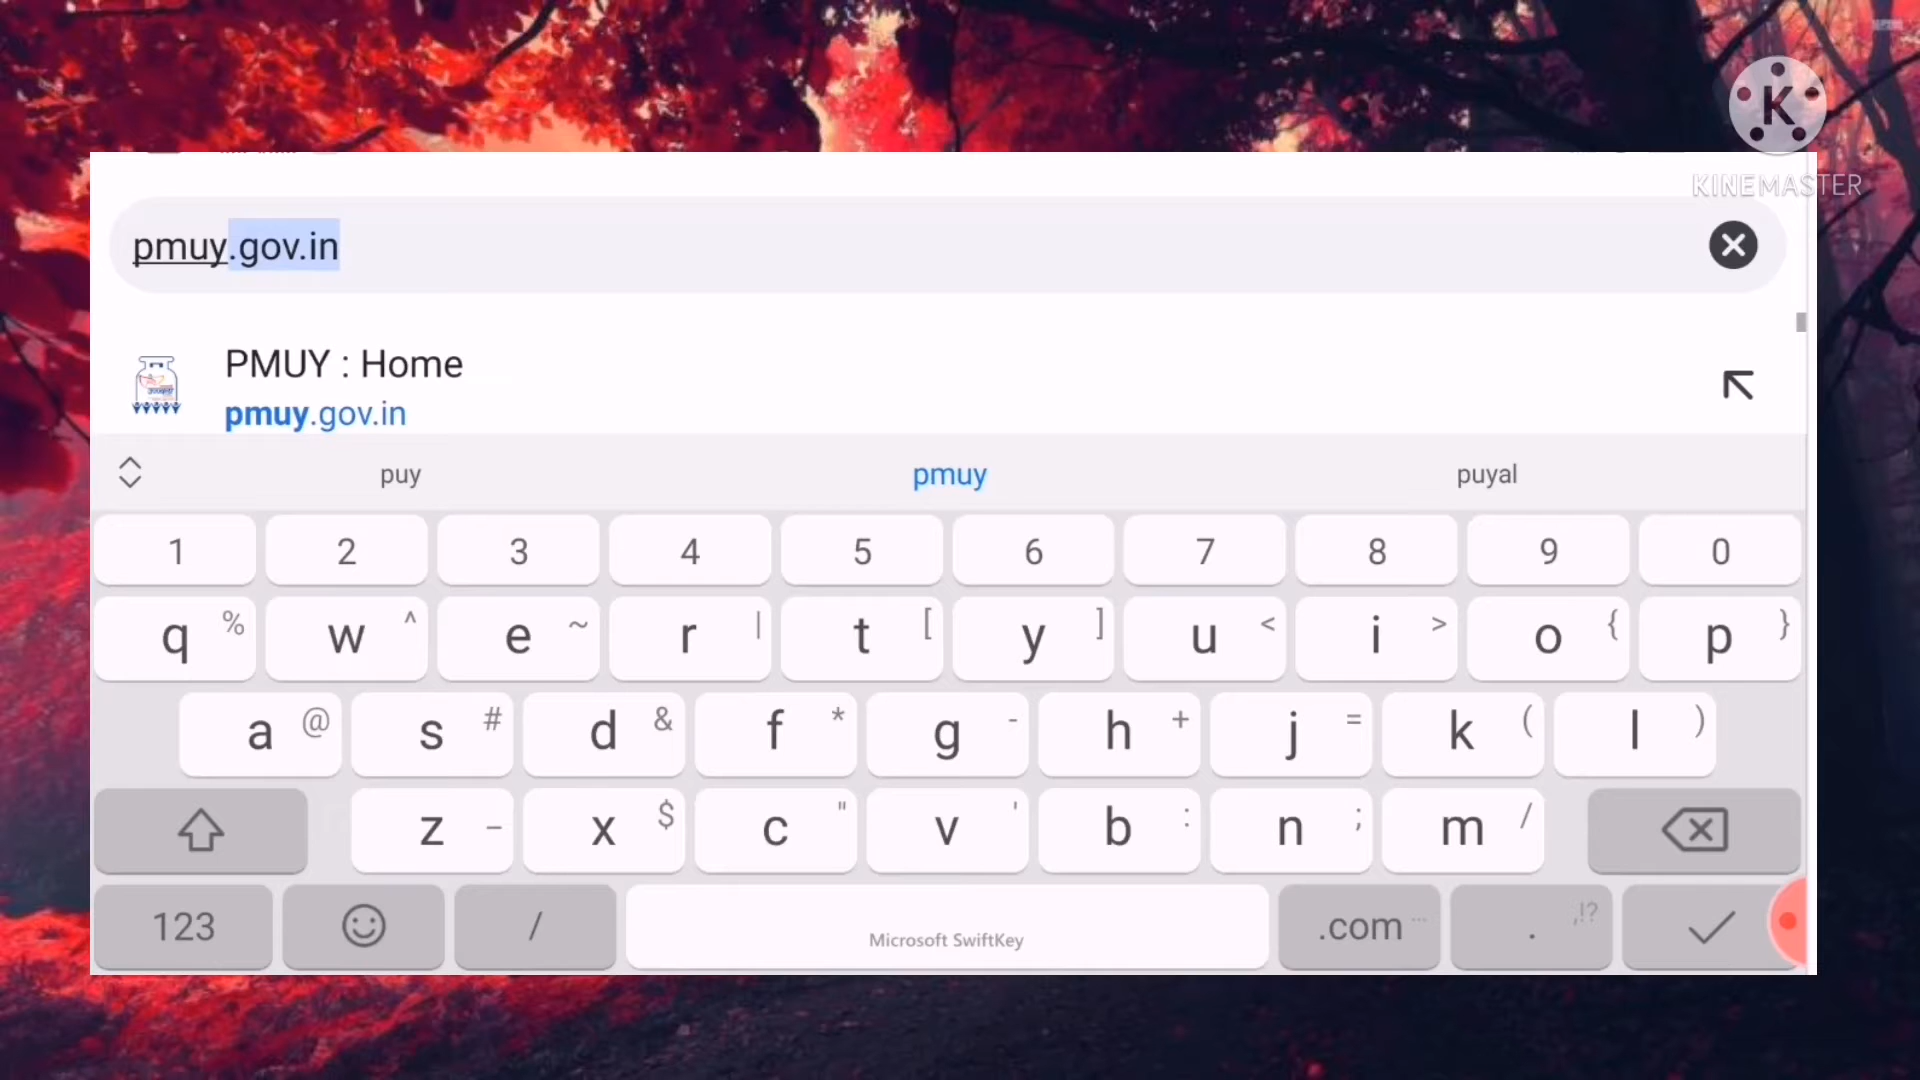 K
KINEMASTER
pmuy.gov.in
PMUY : Home
pmuy.gov.in
puy pmuy puyal
1 2 3 4 5 6 7 8 9 0
q % w ^ e ~ r | t [ y ] u < i > o { p }
a @ s # d & f * g - h + j = k ( l )
z _ x $ c " v ' b : n ; m /
123 / Microsoft SwiftKey .com ... . ,!?